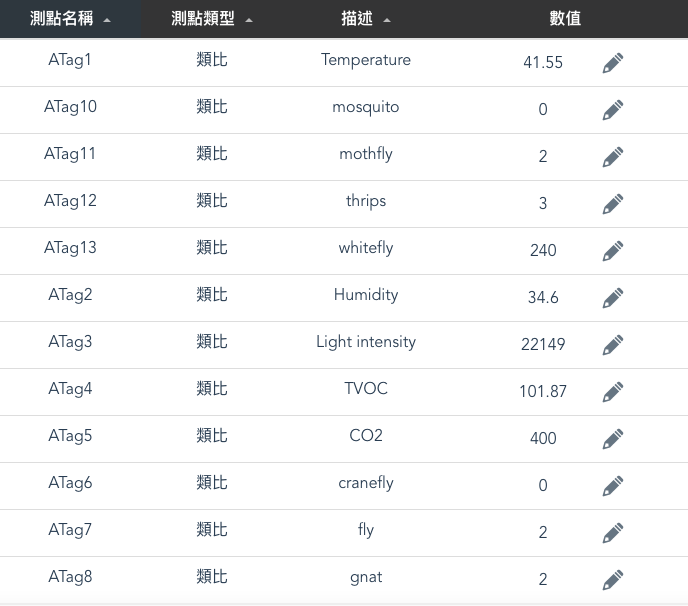 測點名稱 測點類型 描述 數值
ATag1 類比 Temperature 41.55
ATag10 類比 mosquito 0
ATag11 類比 mothfly 2
ATag12 類比 thrips 3
ATag13 類比 whitefly 240
ATag2 類比 Humidity 34.6
ATag3 類比 Light intensity 22149
ATag4 類比 TVOC 101.87
ATag5 類比 CO2 400
ATag6 類比 cranefly 0
ATag7 類比 fly 2
ATag8 類比 gnat 2